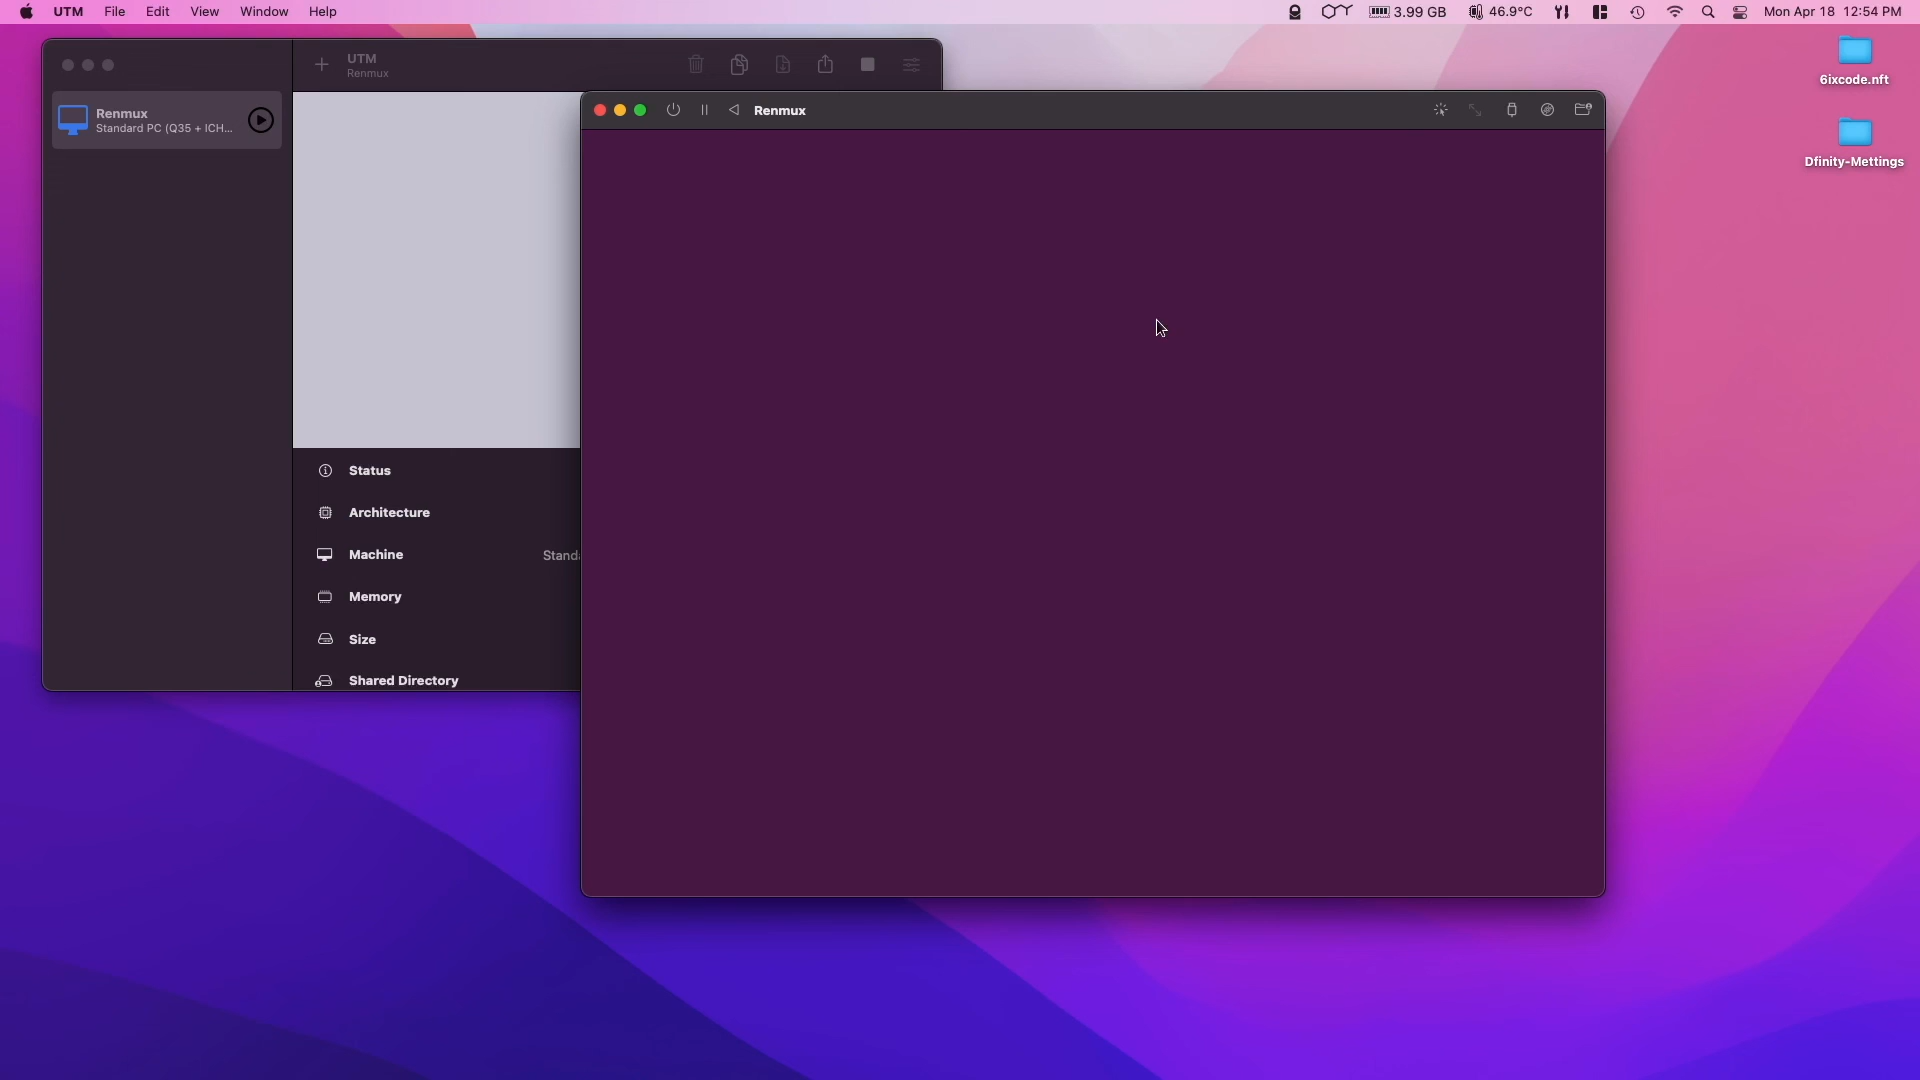 UTM File Edit View Window Help 3.99 GB 46.9°C Mon Apr 18 12:54 PM
UTM
Renmux
Renmux
Standard PC (Q35 + ICH...
Renmux
Status
Architecture
Machine Standa
Memory
Size
Shared Directory
6ixcode.nft
Dfinity-Mettings